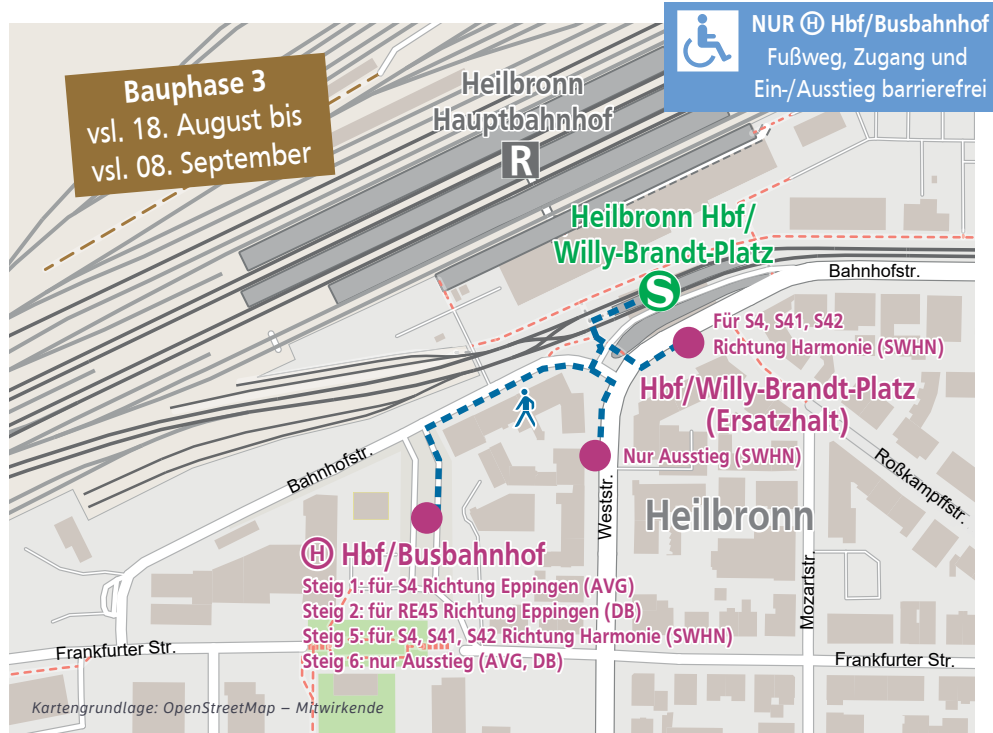 NUR Ⓗ Hbf/Busbahnhof
Fußweg, Zugang und
Ein-/Ausstieg barrierefrei
Bauphase 3
vsl. 18. August bis
vsl. 08. September
Heilbronn
Hauptbahnhof
R
Heilbronn Hbf/
Willy-Brandt-Platz
S
Bahnhofstr.
Für S4, S41, S42
Richtung Harmonie (SWHN)
Hbf/Willy-Brandt-Platz
(Ersatzhalt)
Nur Ausstieg (SWHN)
Bahnhofstr.
Roßkampffstr.
Weststr.
Heilbronn
Mozartstr.
Ⓗ Hbf/Busbahnhof
Steig 1: für S4 Richtung Eppingen (AVG)
Steig 2: für RE45 Richtung Eppingen (DB)
Steig 5: für S4, S41, S42 Richtung Harmonie (SWHN)
Steig 6: nur Ausstieg (AVG, DB)
Frankfurter Str.
Frankfurter Str.
Kartengrundlage: OpenStreetMap – Mitwirkende